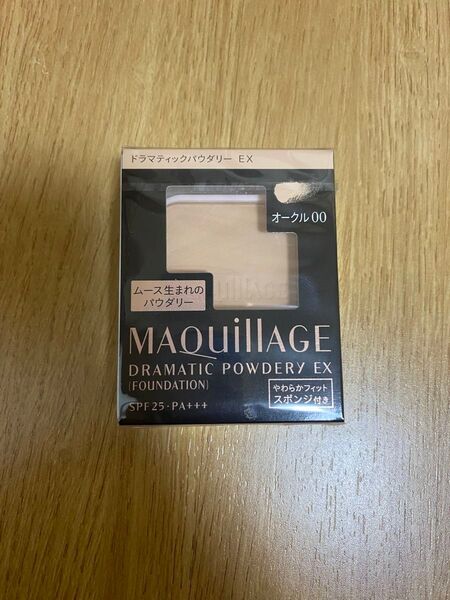 ドラマティックパウダリー EX
オークル00
ムース生まれの
パウダリー
MAQuillAGE
DRAMATIC POWDERY EX
(FOUNDATION)
やわらかフィット
スポンジ付き
SPF25・PA+++